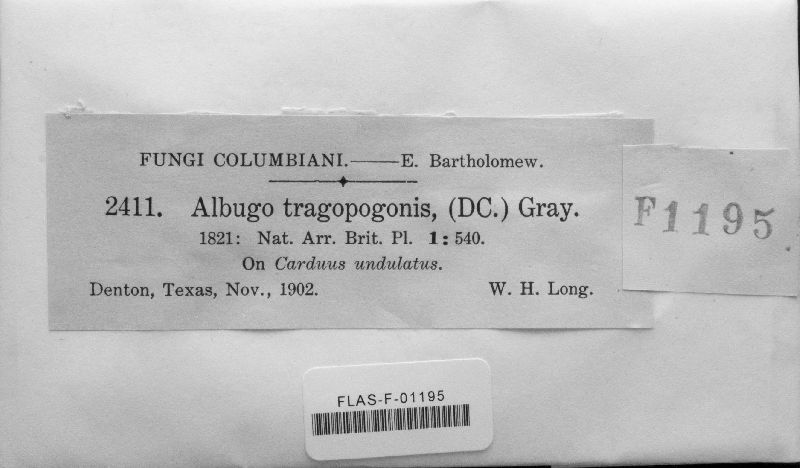 FUNGI COLUMBIANI.——E. Bartholomew.
2411. Albugo tragopogonis, (DC.) Gray.
1821: Nat. Arr. Brit. Pl. 1: 540.
On Carduus undulatus.
Denton, Texas, Nov., 1902. W. H. Long.
F1195
FLAS-F-01195